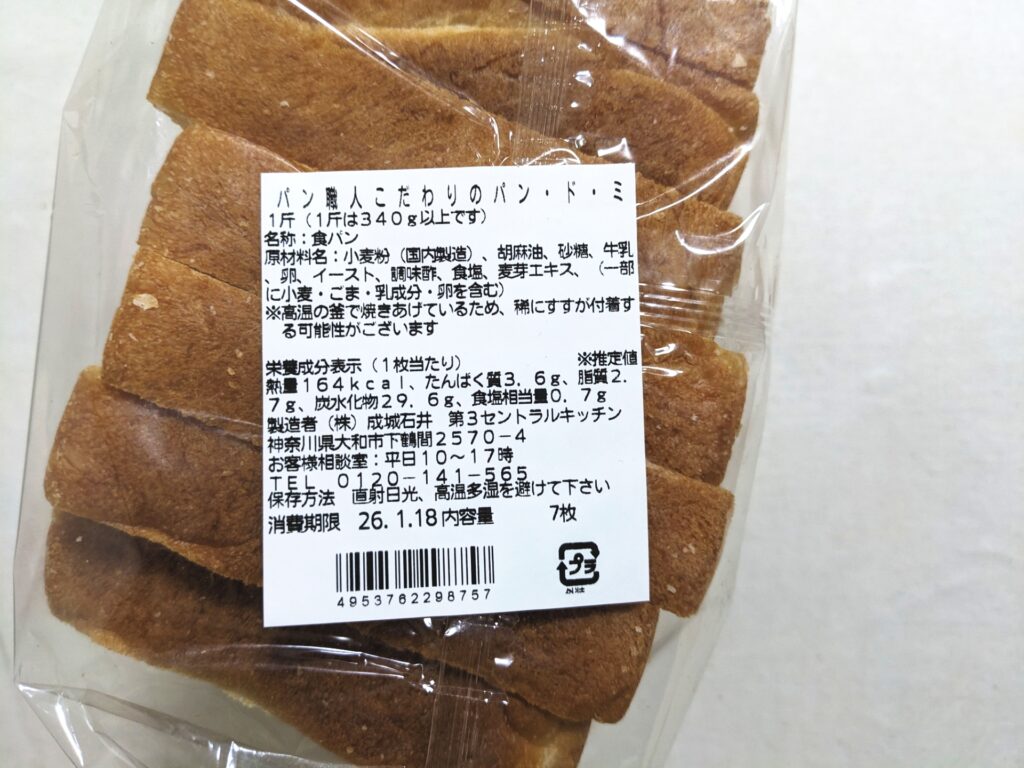 パン職人こだわりのパン・ド・ミ
1斤(1斤は340g以上です)
名称:食パン
原材料名:小麦粉(国内製造)、胡麻油、砂糖、牛乳
、卵、イースト、調味酢、食塩、麦芽エキス、(一部
に小麦・ごま・乳成分・卵を含む)
※高温の釜で焼きあげているため、稀にすすが付着す
る可能性がございます
栄養成分表示(1枚当たり) ※推定値
熱量164kcal、たんぱく質3.6g、脂質2.
7g、炭水化物29.6g、食塩相当量0.7g
製造者(株)成城石井 第3セントラルキッチン
神奈川県大和市下鶴間2570-4
お客様相談室:平日10~17時
TEL 0120-141-565
保存方法 直射日光、高温多湿を避けて下さい
消費期限 26.1.18 内容量 7枚
4953762298757
プラ
外装